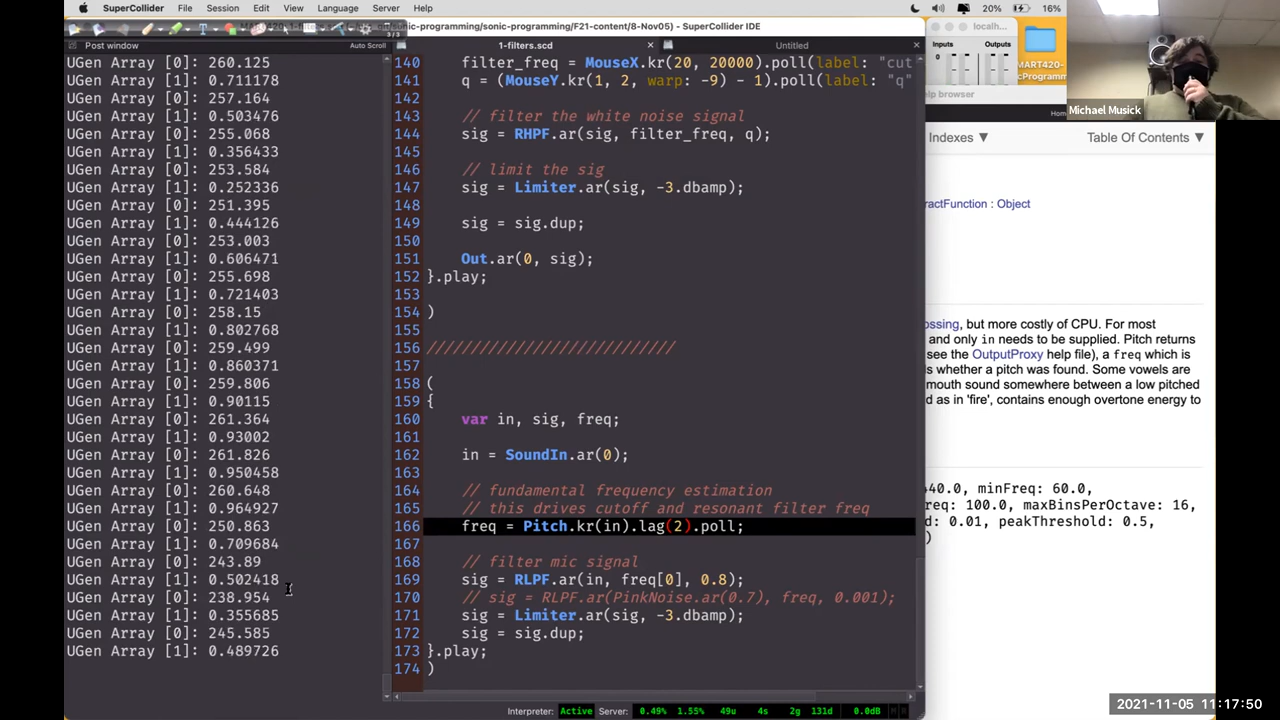 SuperCollider File Session Edit View Language Server Help
20% 16%
sonic-programming/sonic-programming/F21-content/8-Nov05) - SuperCollider IDE
localh...
Post window Auto Scroll
1-filters.scd
Untitled
Inputs Outputs
MART420-
help browser
Michael Musick
UGen Array [0]: 260.123
UGen Array [1]: 0.711178
UGen Array [0]: 257.164
UGen Array [1]: 0.503476
UGen Array [0]: 255.068
UGen Array [1]: 0.356433
UGen Array [0]: 253.584
UGen Array [1]: 0.252336
UGen Array [0]: 251.395
UGen Array [1]: 0.444126
UGen Array [0]: 253.003
UGen Array [1]: 0.606471
UGen Array [0]: 255.698
UGen Array [1]: 0.721403
UGen Array [0]: 258.15
UGen Array [1]: 0.802768
UGen Array [0]: 259.499
UGen Array [1]: 0.860371
UGen Array [0]: 259.806
UGen Array [1]: 0.90115
UGen Array [0]: 261.364
UGen Array [1]: 0.93002
UGen Array [0]: 261.826
UGen Array [1]: 0.950458
UGen Array [0]: 260.648
UGen Array [1]: 0.964927
UGen Array [0]: 250.863
UGen Array [1]: 0.709684
UGen Array [0]: 243.89
UGen Array [1]: 0.502418
UGen Array [0]: 238.954
UGen Array [1]: 0.355685
UGen Array [0]: 245.585
UGen Array [1]: 0.489726
140 filter_freq = MouseX.kr(20, 20000).poll(label: "cut
141 q = (MouseY.kr(1, 2, warp: -9) - 1).poll(label: "q"
142
143 // filter the white noise signal
144 sig = RHPF.ar(sig, filter_freq, q);
145
146 // limit the sig
147 sig = Limiter.ar(sig, -3.dbamp);
148
149 sig = sig.dup;
150
151 Out.ar(0, sig);
152 }.play;
153
154 )
155
156 ////////////////////////////
157
158 (
159 {
160 var in, sig, freq;
161
162 in = SoundIn.ar(0);
163
164 // fundamental frequency estimation
165 // this drives cutoff and resonant filter freq
166 freq = Pitch.kr(in).lag(2).poll;
167
168 // filter mic signal
169 sig = RLPF.ar(in, freq[0], 0.8);
170 // sig = RLPF.ar(PinkNoise.ar(0.7), freq, 0.001);
171 sig = Limiter.ar(sig, -3.dbamp);
172 sig = sig.dup;
173 }.play;
174 )
Indexes ▼ Table Of Contents ▼
ractFunction : Object
ossing, but more costly of CPU. For most
and only in needs to be supplied. Pitch returns
see the OutputProxy help file), a freq which is
s whether a pitch was found. Some vowels are
mouth sound somewhere between a low pitched
d as in 'fire', contains enough overtone energy to
440.0, minFreq: 60.0,
req: 100.0, maxBinsPerOctave: 16,
d: 0.01, peakThreshold: 0.5,
)
Interpreter: Active Server: 0.49% 1.55% 49u 4s 2g 131d 0.0dB
2021-11-05 11:17:50